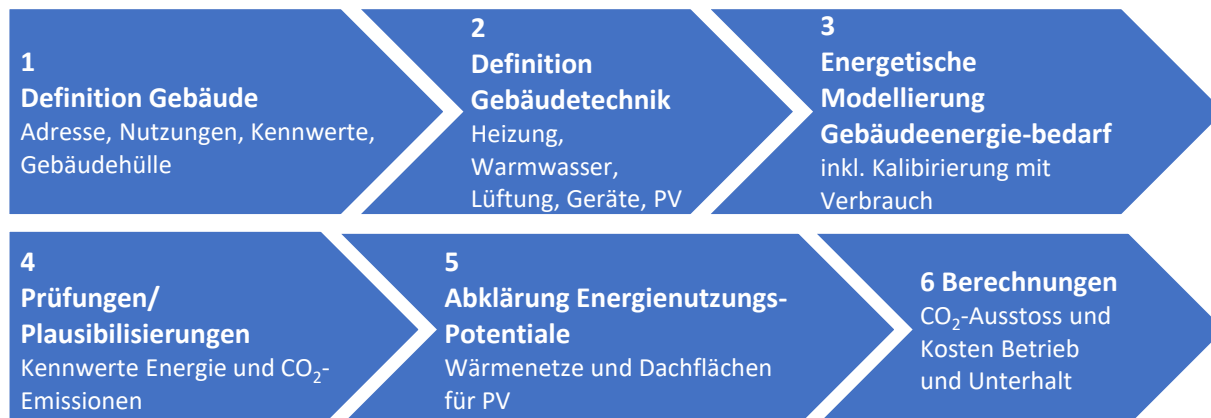 1
Definition Gebäude
Adresse, Nutzungen, Kennwerte,
Gebäudehülle
2
Definition
Gebäudetechnik
Heizung,
Warmwasser,
Lüftung, Geräte, PV
3
Energetische
Modellierung
Gebäudeenergie-bedarf
inkl. Kalibirierung mit
Verbrauch
4
Prüfungen/
Plausibilisierungen
Kennwerte Energie und CO₂-
Emissionen
5
Abklärung Energienutzungs-
Potentiale
Wärmenetze und Dachflächen
für PV
6 Berechnungen
CO₂-Ausstoss und
Kosten Betrieb
und Unterhalt